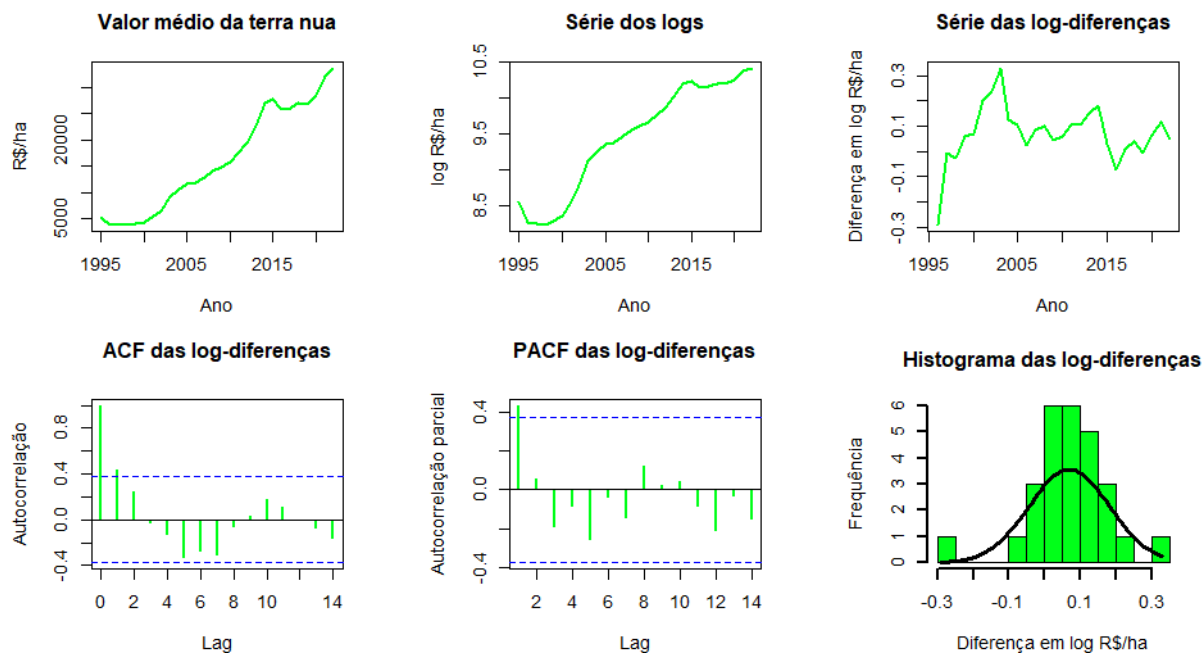 Valor médio da terra nua
R$/ha
5000
20000
1995
2005
2015
Ano
Série dos logs
log R$/ha
8.5
9.5
10.5
1995
2005
2015
Ano
Série das log-diferenças
Diferença em log R$/ha
-0.3
-0.1
0.1
0.3
1995
2005
2015
Ano
ACF das log-diferenças
Autocorrelação
-0.4
0.0
0.4
0.8
0 2 4 6 8 10 14
Lag
PACF das log-diferenças
Autocorrelação parcial
-0.4
0.0
0.4
2 4 6 8 10 12 14
Lag
Histograma das log-diferenças
Frequência
0
1
2
3
4
5
6
-0.3 -0.1 0.1 0.3
Diferença em log R$/ha